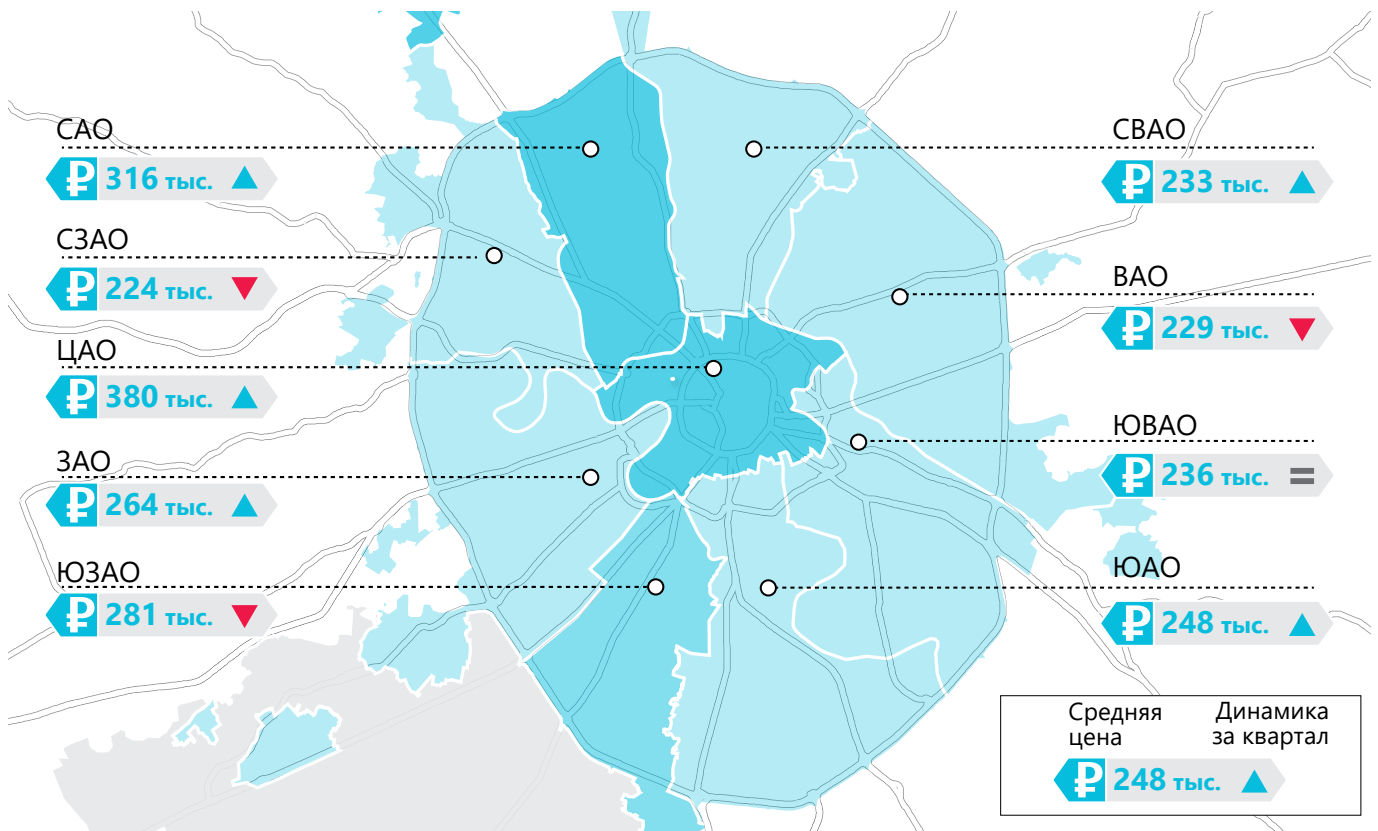 САО
₽ 316 тыс. ▲
СЗАО
₽ 224 тыс. ▼
ЦАО
₽ 380 тыс. ▲
ЗАО
₽ 264 тыс. ▲
ЮЗАО
₽ 281 тыс. ▼
СВАО
₽ 233 тыс. ▲
ВАО
₽ 229 тыс. ▼
ЮВАО
₽ 236 тыс. =
ЮАО
₽ 248 тыс. ▲
Средняя цена
Динамика за квартал
₽ 248 тыс. ▲